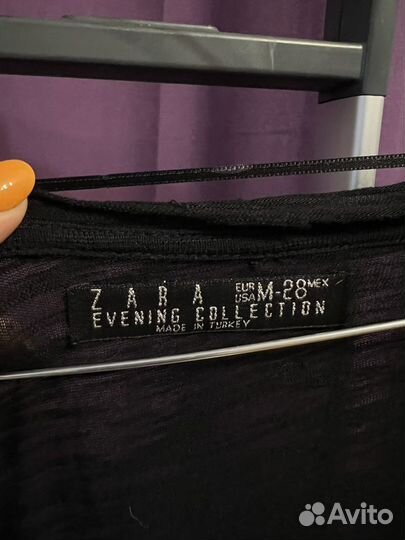 ZARA EUR USA M-28 MEX
EVENING COLLECTION
MADE IN TURKEY
Avito